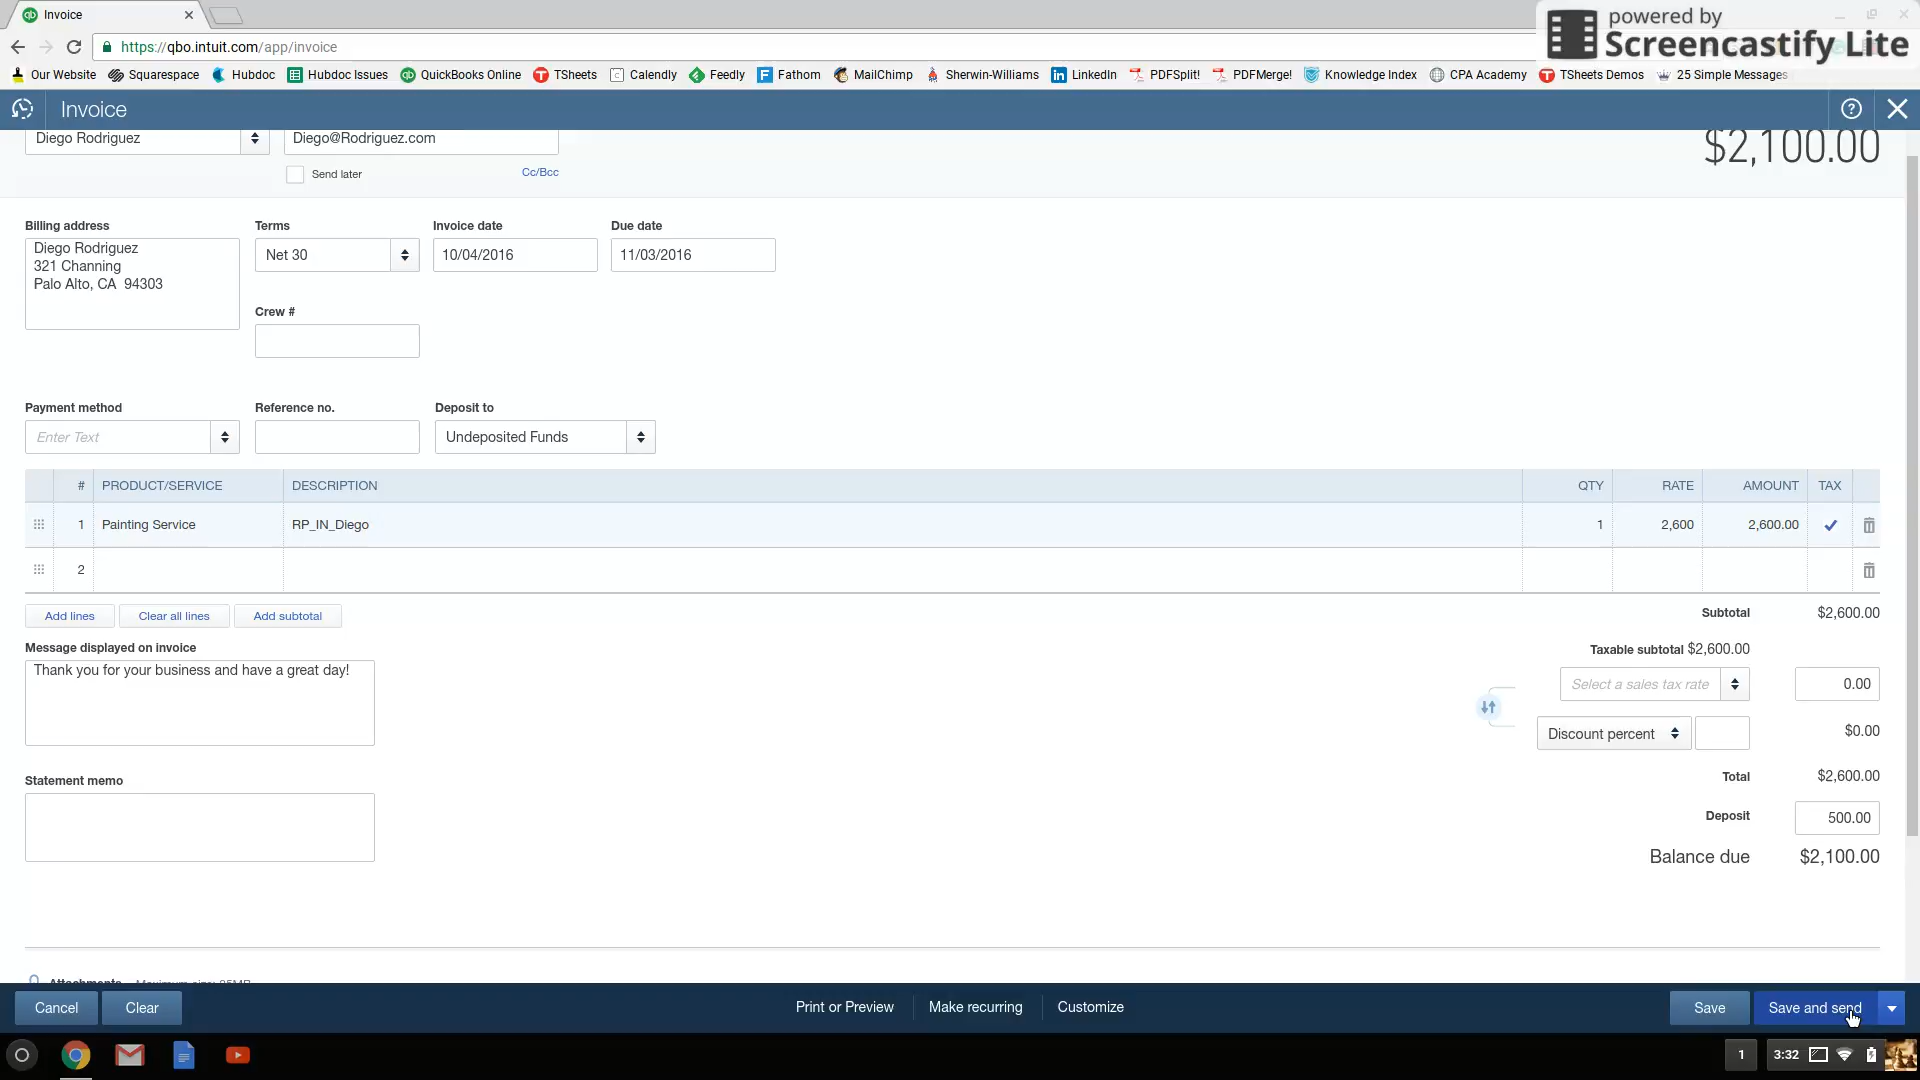 Invoice
powered by
Screencastify Lite
https://qbo.intuit.com/app/invoice
Our Website Squarespace Hubdoc Hubdoc Issues QuickBooks Online TSheets Calendly Feedly Fathom MailChimp Sherwin-Williams LinkedIn PDFSplit! PDFMerge! Knowledge Index CPA Academy TSheets Demos 25 Simple Messages
Invoice
Diego Rodriguez Diego@Rodriguez.com $2,100.00
Send later Cc/Bcc
Billing address Terms Invoice date Due date
Diego Rodriguez
321 Channing
Palo Alto, CA 94303
Net 30 10/04/2016 11/03/2016
Crew #
Payment method Reference no. Deposit to
Enter Text Undeposited Funds
# PRODUCT/SERVICE DESCRIPTION QTY RATE AMOUNT TAX
1 Painting Service RP_IN_Diego 1 2,600 2,600.00
2
Add lines Clear all lines Add subtotal Subtotal $2,600.00
Message displayed on invoice Taxable subtotal $2,600.00
Thank you for your business and have a great day!
Select a sales tax rate 0.00
Discount percent $0.00
Statement memo Total $2,600.00
Deposit 500.00
Balance due $2,100.00
Attachments Maximum size: 25MB
Cancel Clear Print or Preview Make recurring Customize Save Save and send
1 3:32